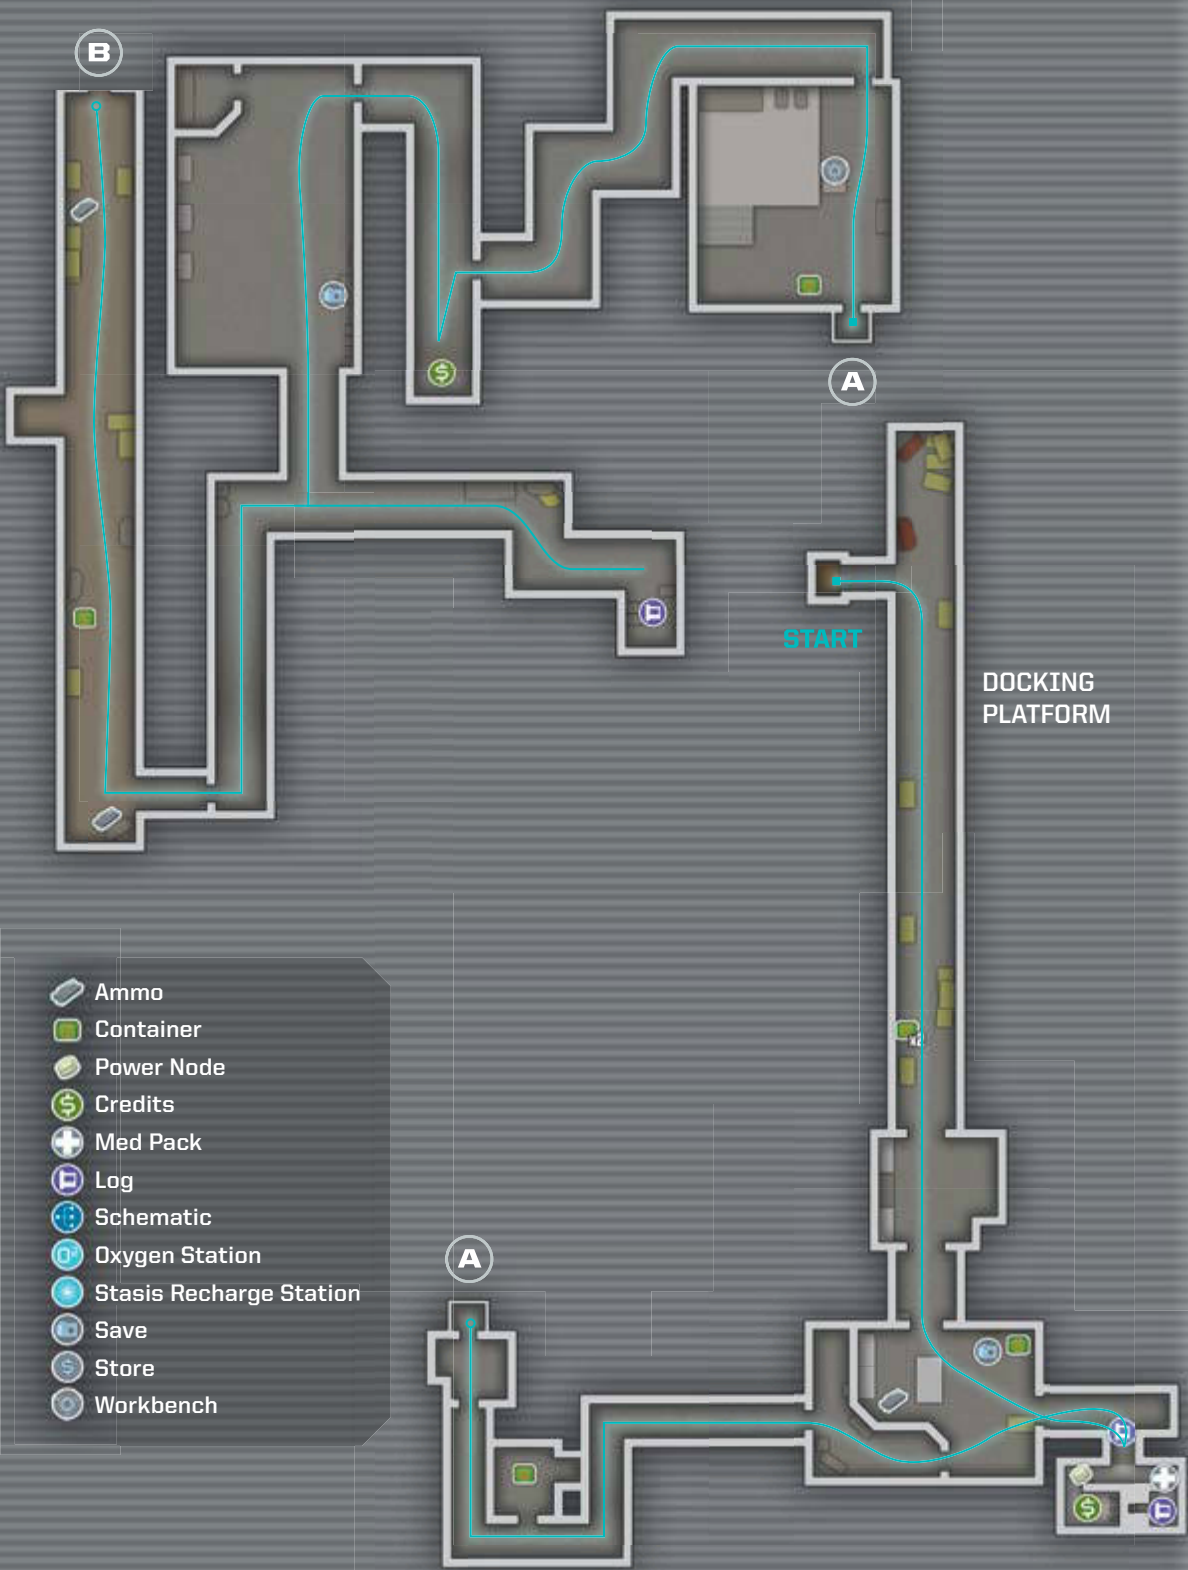 B
A
START
DOCKING
PLATFORM
x2
Ammo
Container
Power Node
Credits
Med Pack
Log
Schematic
Oxygen Station
Stasis Recharge Station
Save
Store
Workbench
A